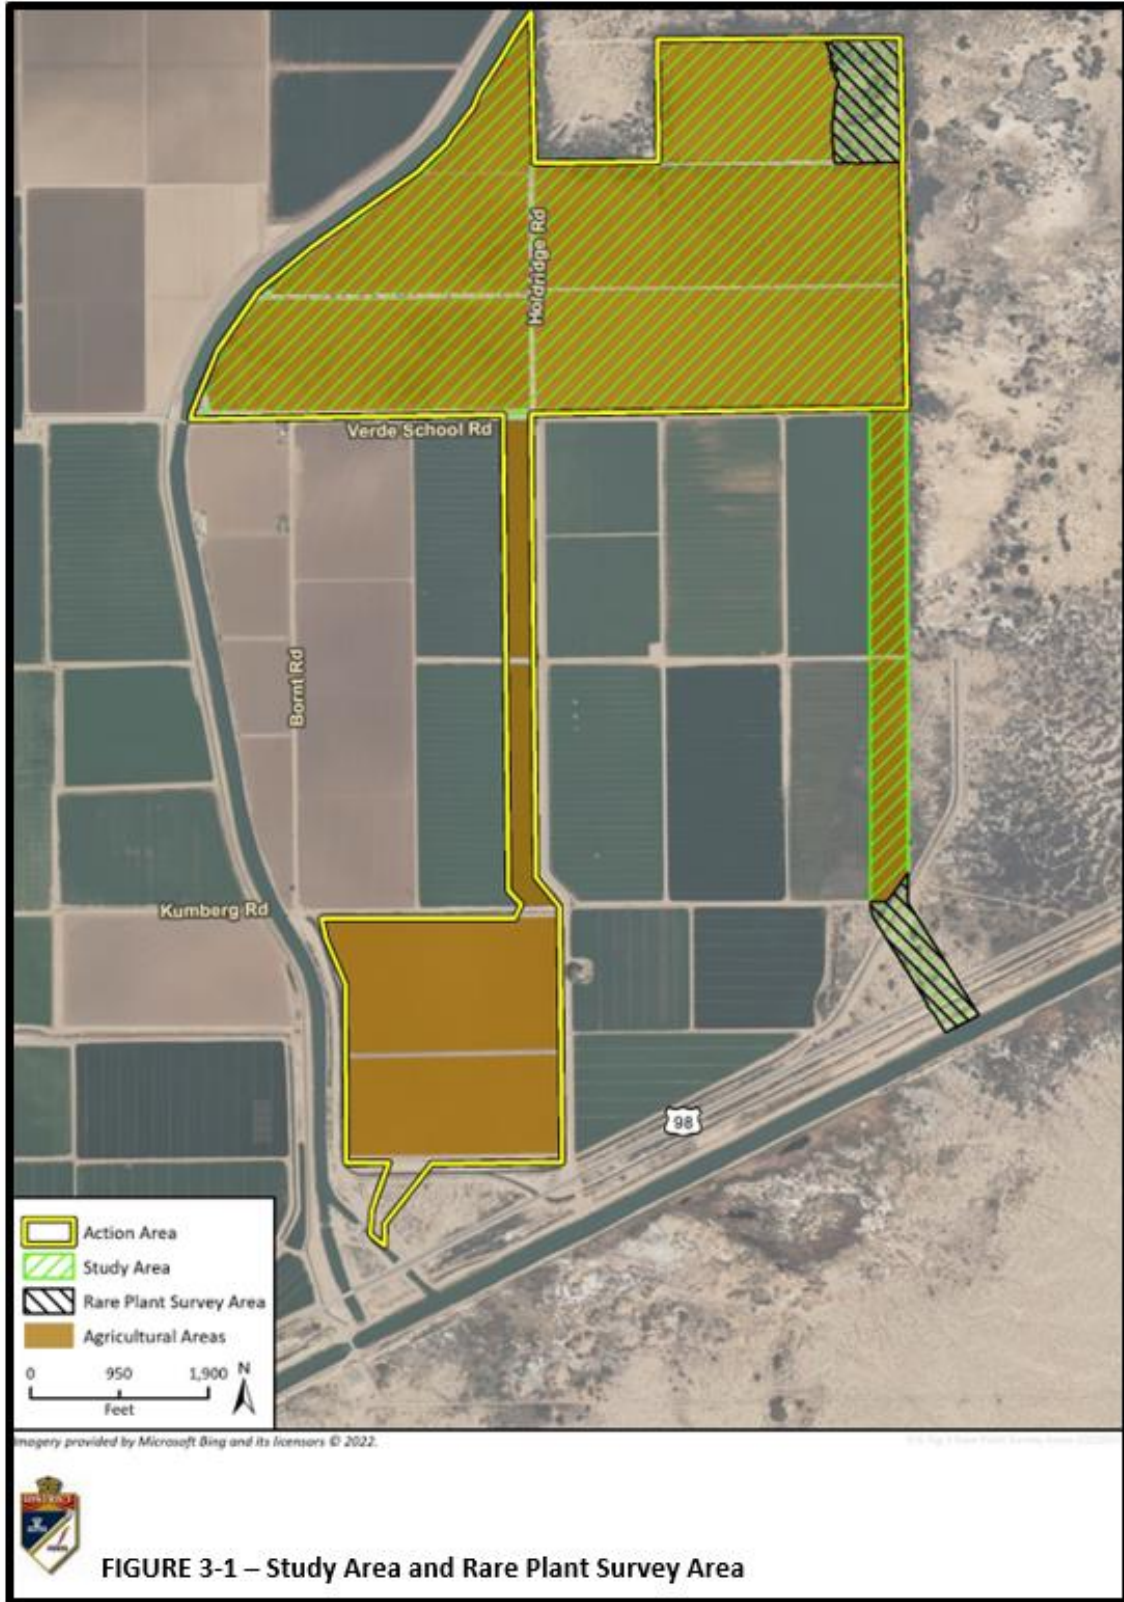 Holdridge Rd
Verde School Rd
Bornt Rd
Kumberg Rd
98
Action Area
Study Area
Rare Plant Survey Area
Agricultural Areas
0 950 1,900 N
Feet
Imagery provided by Microsoft Bing and its licensors © 2022.
FIGURE 3-1 – Study Area and Rare Plant Survey Area